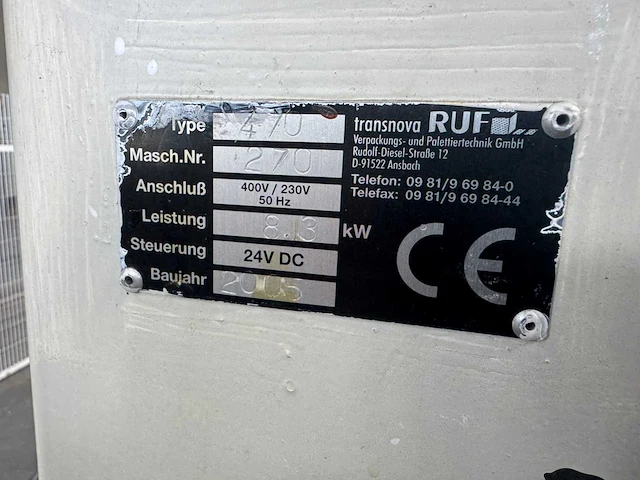 Type 470
Masch.Nr. 270
Anschluß 400V / 230V
50 Hz
Leistung 8.13 kW
Steuerung 24V DC
Baujahr 2005
transnova RUF
Verpackungs- und Palettiertechnik GmbH
Rudolf-Diesel-Straße 12
D-91522 Ansbach
Telefon: 09 81/9 69 84-0
Telefax: 09 81/9 69 84-44
CE